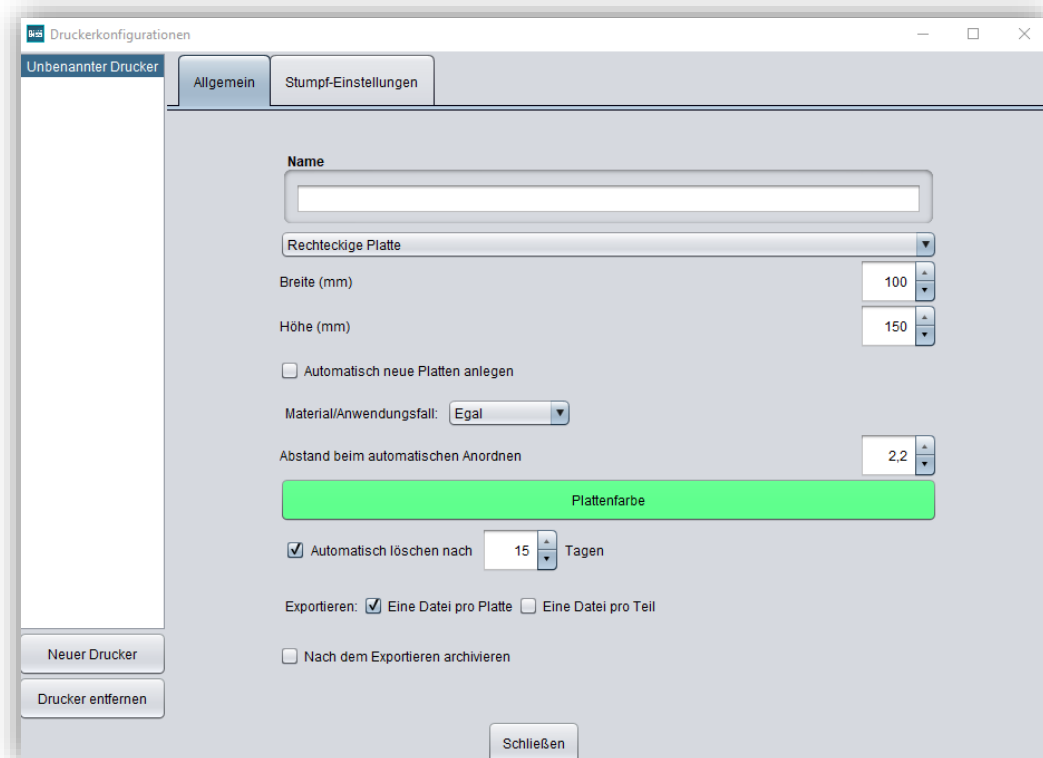 Druckerkonfigurationen
Unbenannter Drucker
Allgemein
Stumpf-Einstellungen
Name
Rechteckige Platte
Breite (mm)
100
Höhe (mm)
150
Automatisch neue Platten anlegen
Material/Anwendungsfall: Egal
Abstand beim automatischen Anordnen
2,2
Plattenfarbe
Automatisch löschen nach 15 Tagen
Exportieren: Eine Datei pro Platte Eine Datei pro Teil
Nach dem Exportieren archivieren
Neuer Drucker
Drucker entfernen
Schließen